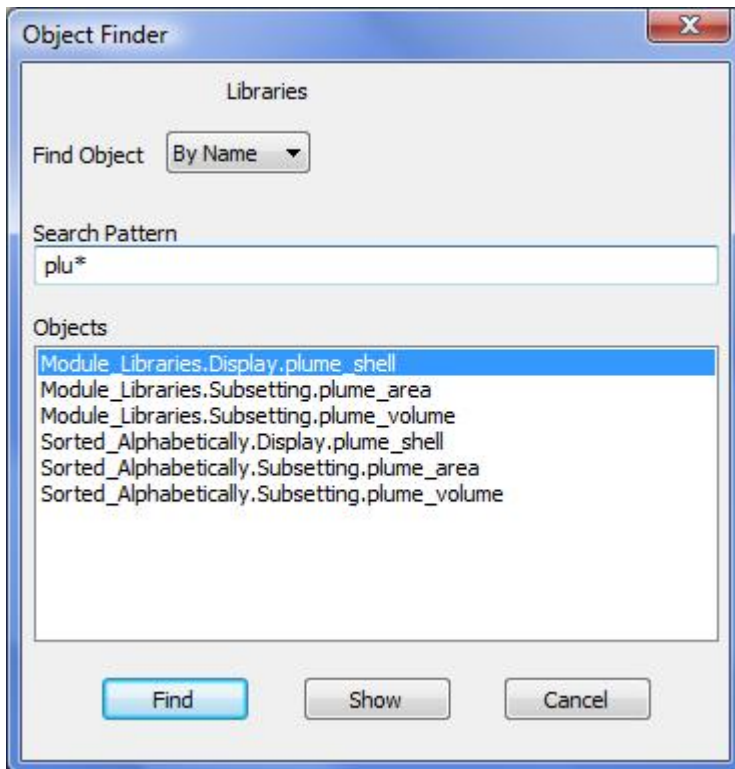 Object Finder
Libraries
Find Object By Name
Search Pattern
plu*
Objects
Module_Libraries.Display.plume_shell
Module_Libraries.Subsetting.plume_area
Module_Libraries.Subsetting.plume_volume
Sorted_Alphabetically.Display.plume_shell
Sorted_Alphabetically.Subsetting.plume_area
Sorted_Alphabetically.Subsetting.plume_volume
Find Show Cancel